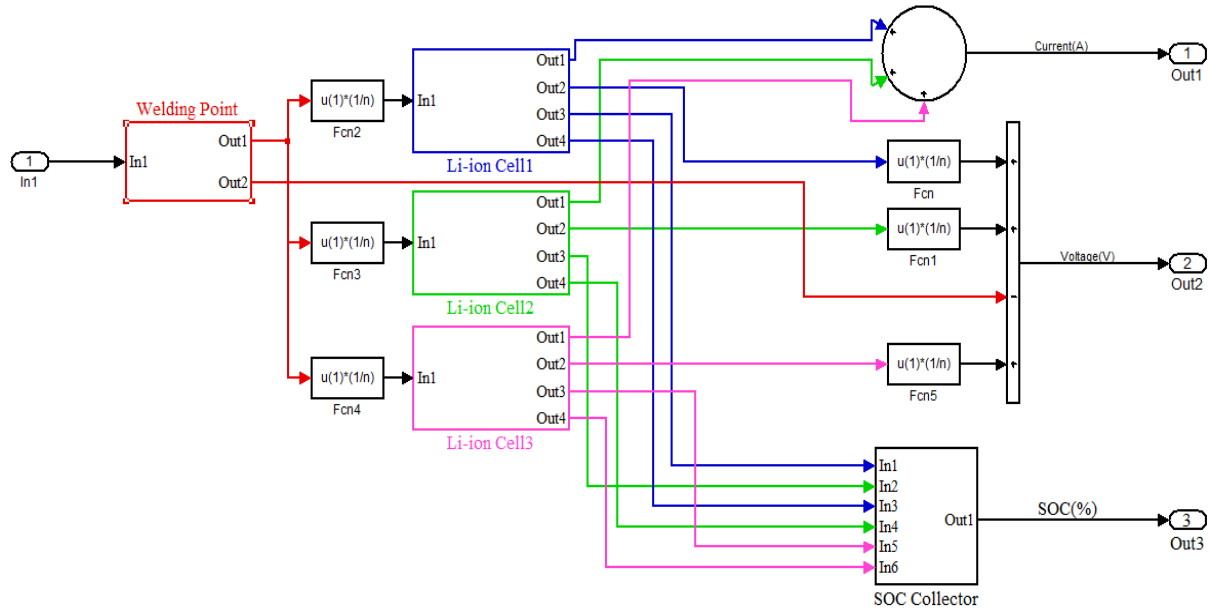 Welding Point
In1
Out1
Out2
1
In1
u(1)*(1/n)
Fcn2
u(1)*(1/n)
Fcn3
u(1)*(1/n)
Fcn4
In1
Out1
Out2
Out3
Out4
Li-ion Cell1
In1
Out1
Out2
Out3
Out4
Li-ion Cell2
In1
Out1
Out2
Out3
Out4
Li-ion Cell3
+
+
+
Current(A)
1
Out1
u(1)*(1/n)
Fcn
u(1)*(1/n)
Fcn1
u(1)*(1/n)
Fcn5
+
+
-
+
Voltage(V)
2
Out2
In1
In2
In3
In4
In5
In6
Out1
SOC Collector
SOC(%)
3
Out3